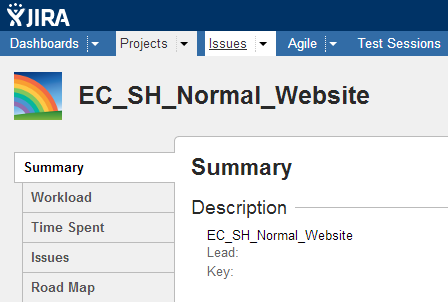 JIRA
Dashboards Projects Issues Agile Test Sessions
EC_SH_Normal_Website
Summary
Workload
Time Spent
Issues
Road Map
Summary
Description
EC_SH_Normal_Website
Lead:
Key: